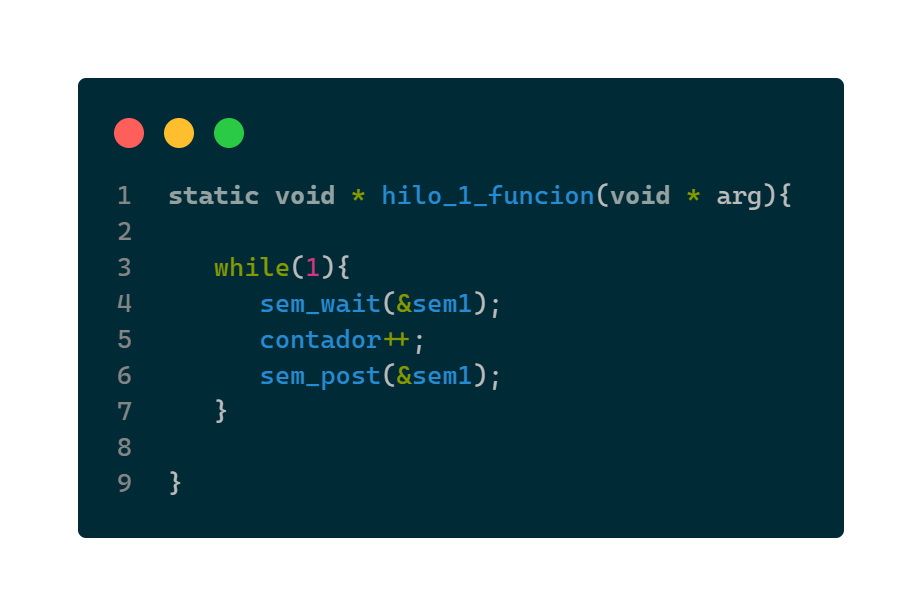 1 static void * hilo_1_funcion(void * arg){
2
3    while(1){
4       sem_wait(&sem1);
5       contador++;
6       sem_post(&sem1);
7    }
8
9 }